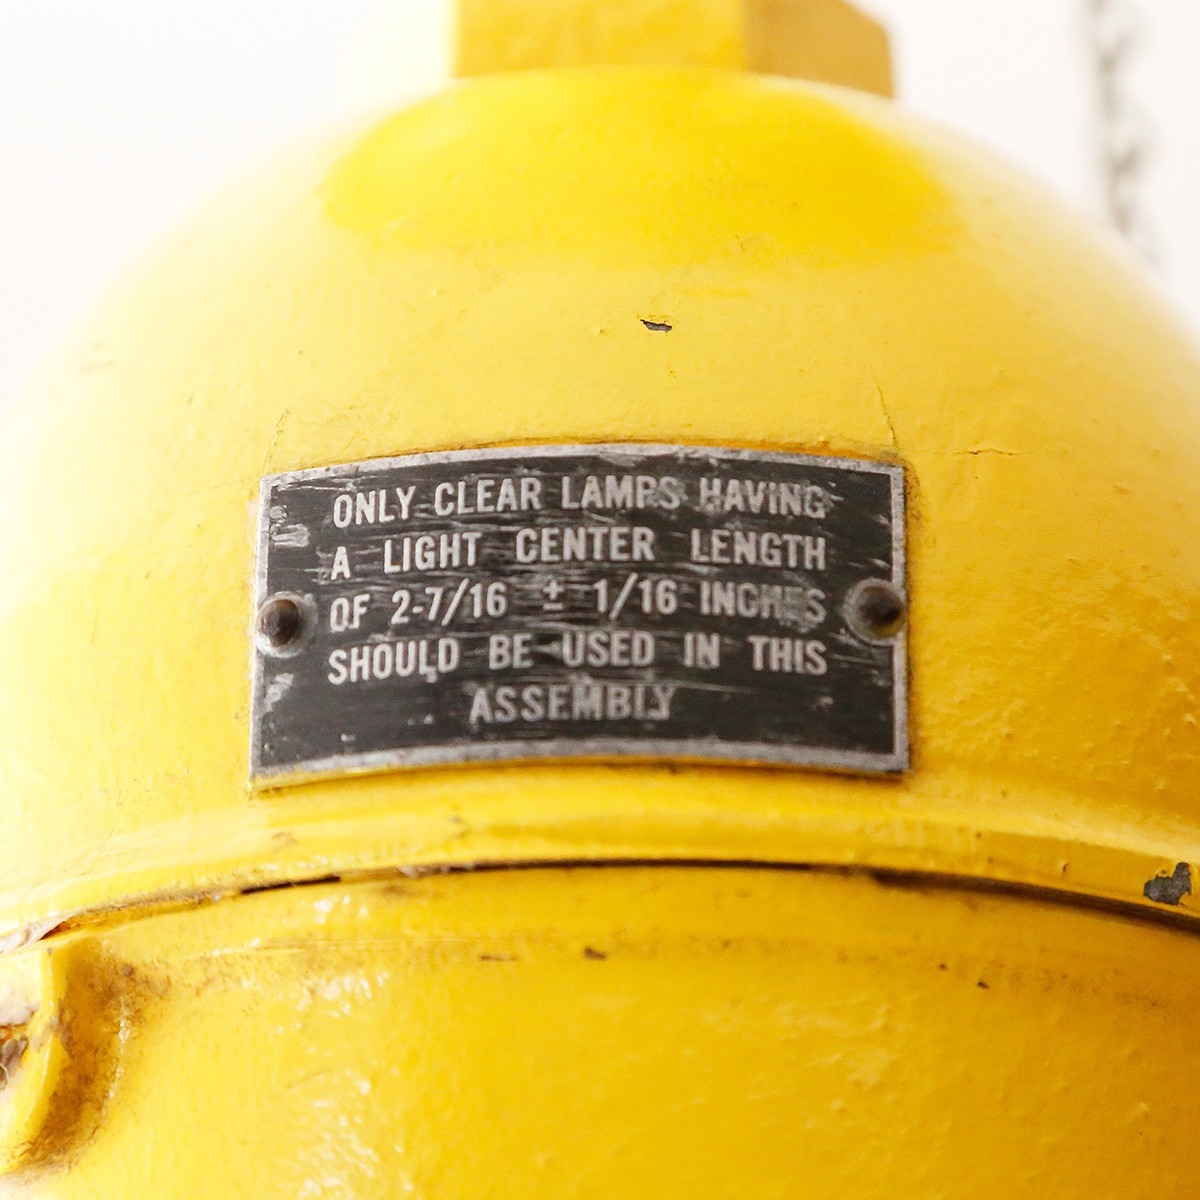 ONLY CLEAR LAMPS HAVING
A LIGHT CENTER LENGTH
OF 2-7/16 ± 1/16 INCHES
SHOULD BE USED IN THIS
ASSEMBLY